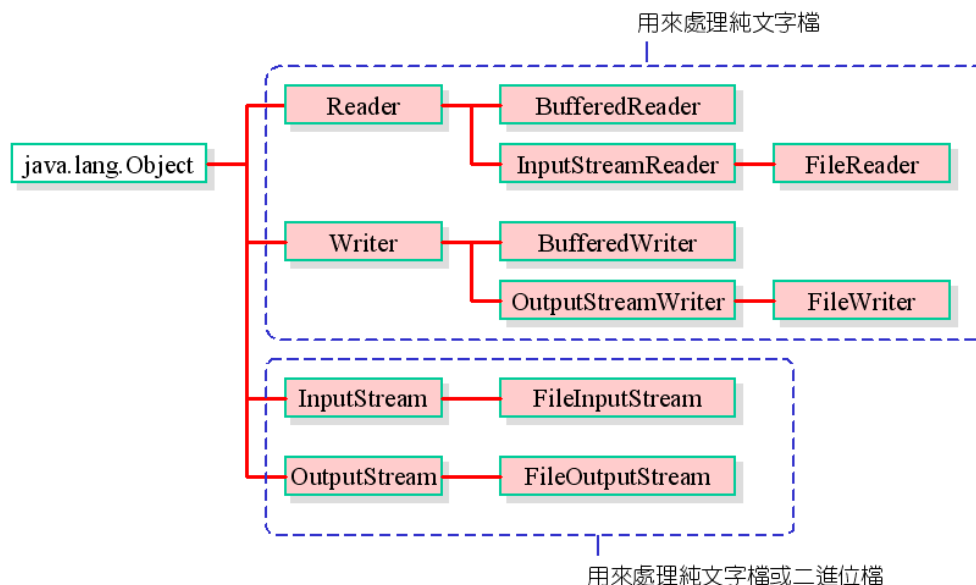 用來處理純文字檔
Reader
BufferedReader
java.lang.Object
InputStreamReader
FileReader
Writer
BufferedWriter
OutputStreamWriter
FileWriter
InputStream
FileInputStream
OutputStream
FileOutputStream
用來處理純文字檔或二進位檔